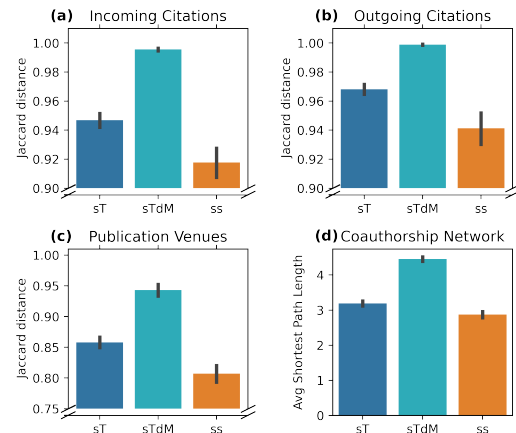 (a) Incoming Citations
Jaccard distance
1.00
0.98
0.96
0.94
0.92
0.90
sT sTdM ss
(b) Outgoing Citations
Jaccard distance
1.00
0.98
0.96
0.94
0.92
0.90
sT sTdM ss
(c) Publication Venues
Jaccard distance
1.00
0.95
0.90
0.85
0.80
0.75
sT sTdM ss
(d) Coauthorship Network
Avg Shortest Path Length
4
3
2
1
0
sT sTdM ss